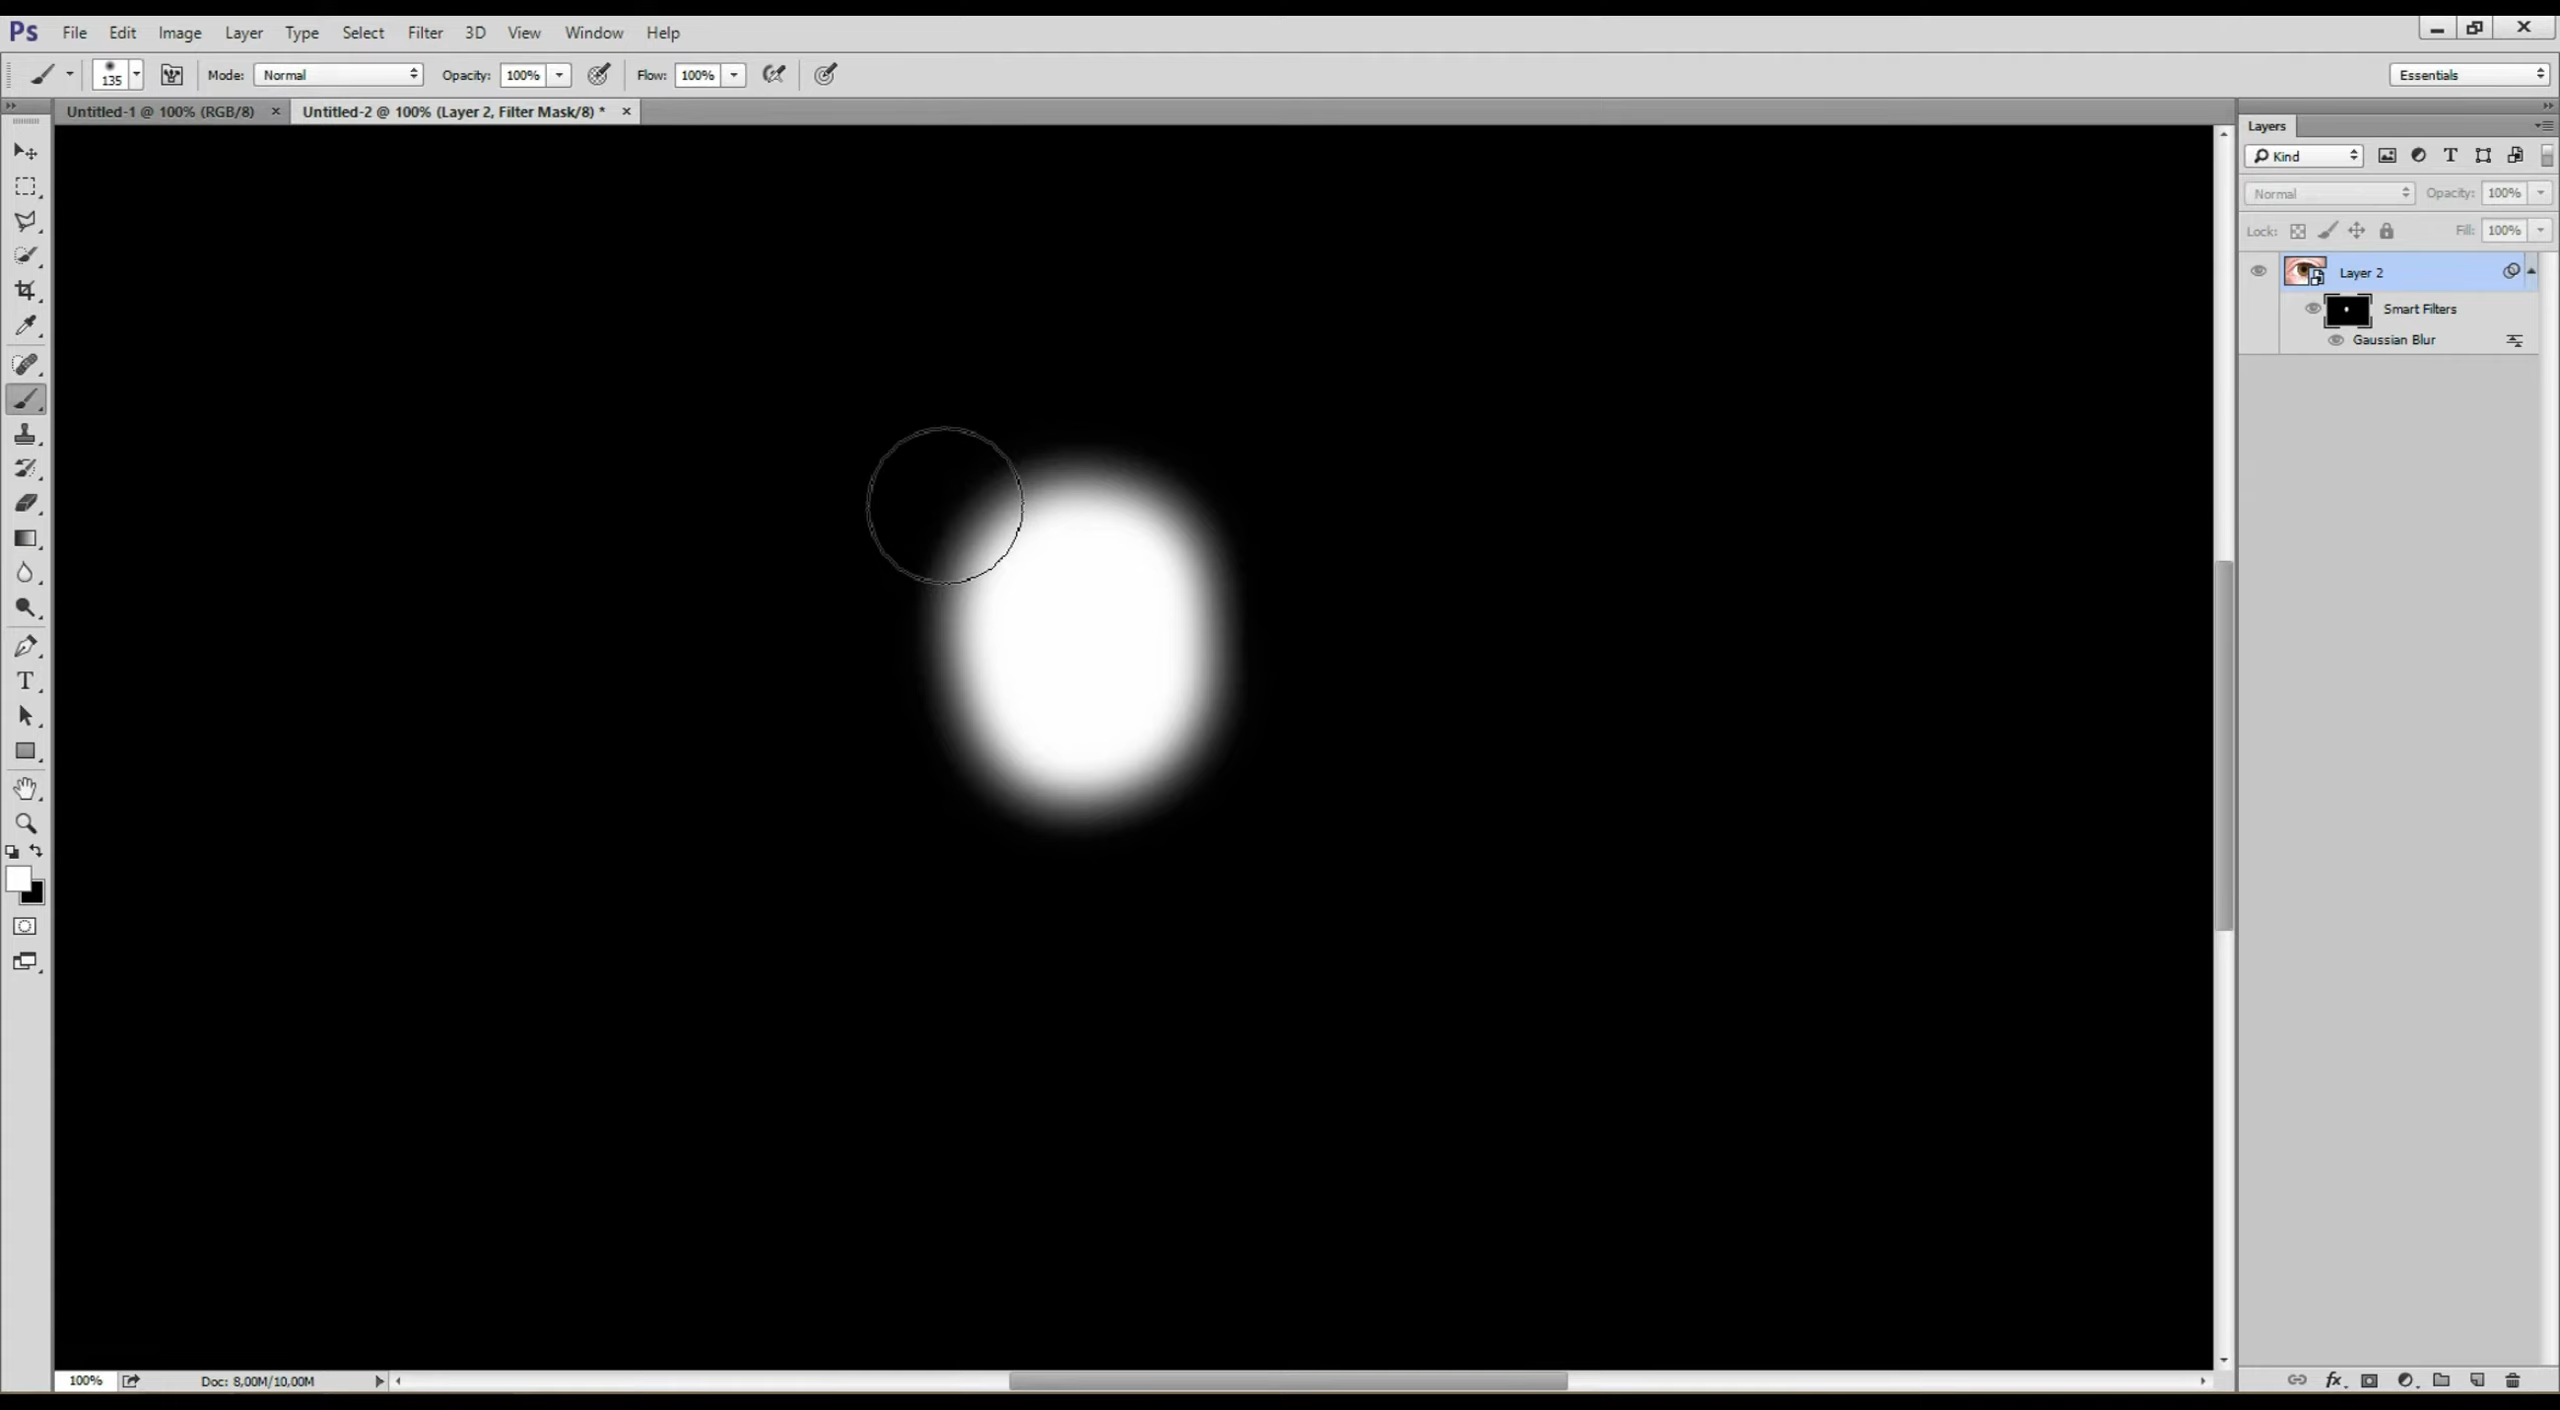 Ps File Edit Image Layer Type Select Filter 3D View Window Help
135 Mode: Normal Opacity: 100% Flow: 100% Essentials
Untitled-1 @ 100% (RGB/8) × Untitled-2 @ 100% (Layer 2, Filter Mask/8) * ×
Layers
Kind
Normal Opacity: 100%
Lock: Fill: 100%
Layer 2
Smart Filters
Gaussian Blur
100% Doc: 8,00M/10,00M
fx